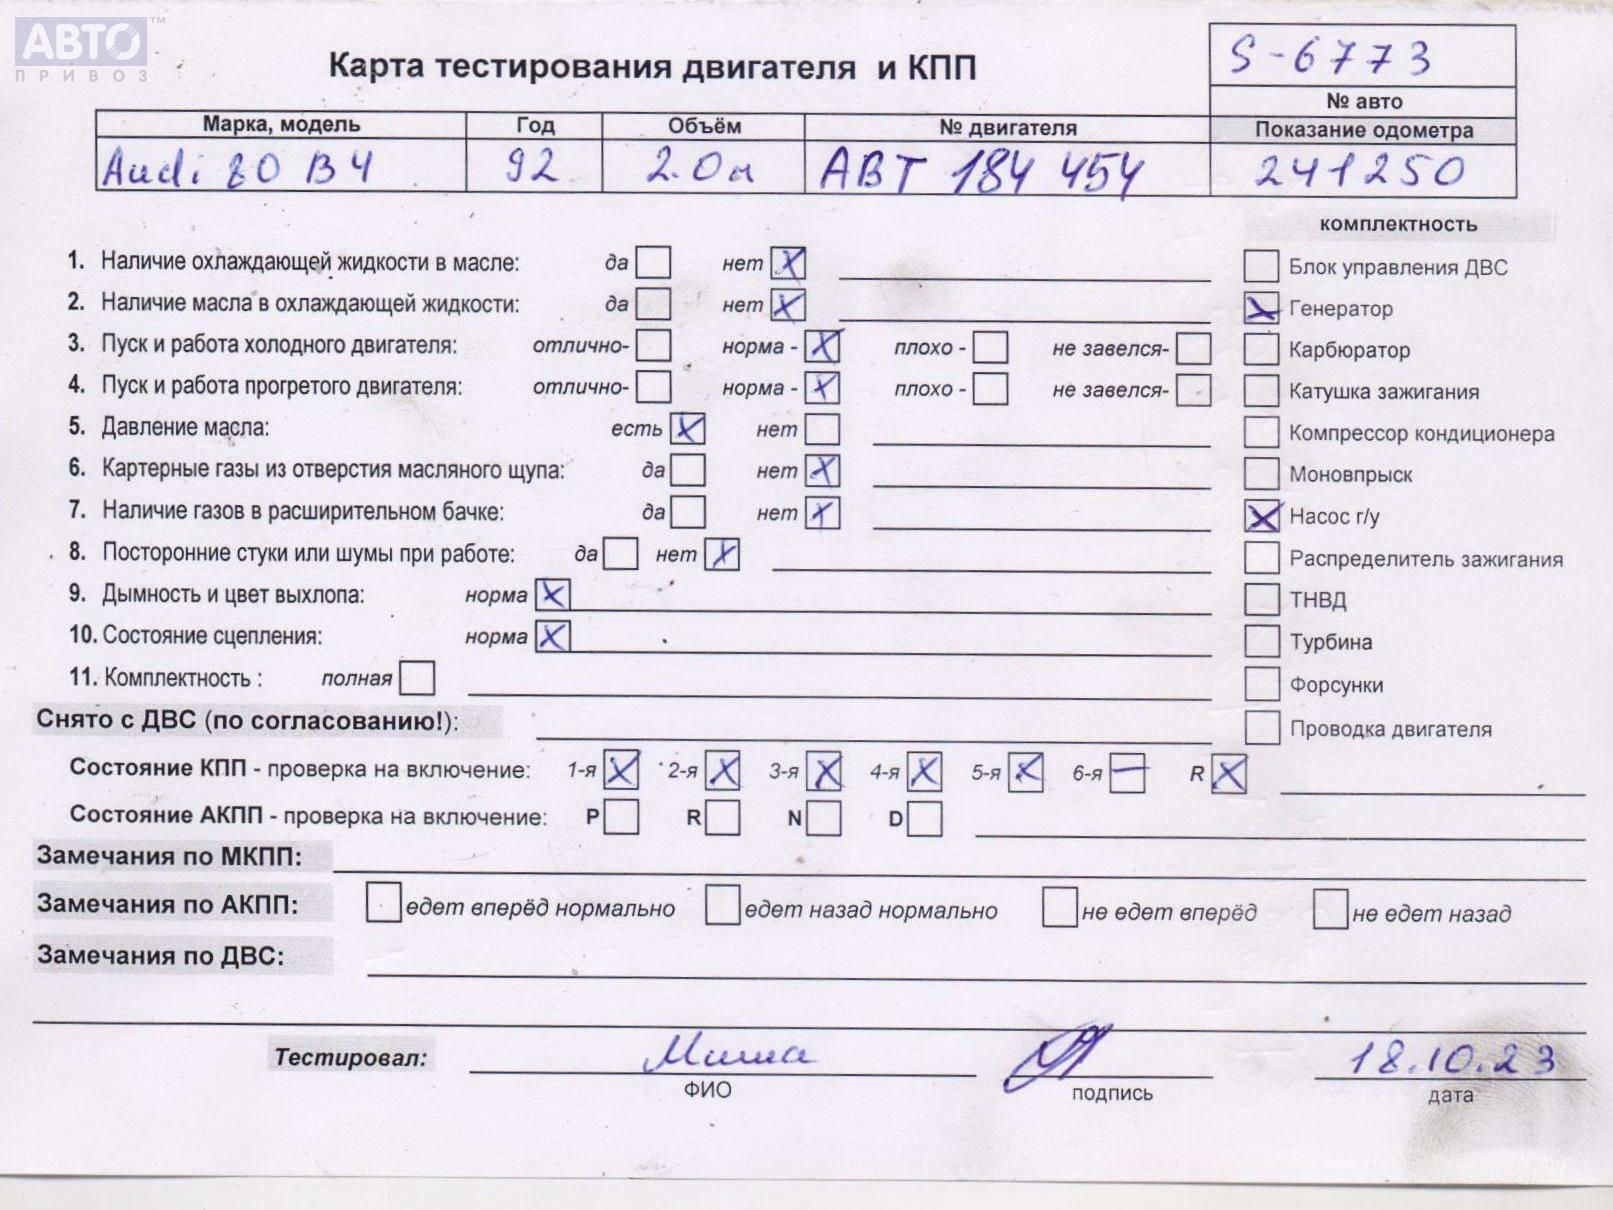 АВТО™
ПРИВОЗ
Карта тестирования двигателя и КПП
S-6773
№ авто
Марка, модель Год Объём № двигателя Показание одометра
Audi 80 B4 92 2.0м ABT 184 454 241250
комплектность
1. Наличие охлаждающей жидкости в масле: да нет X
Блок управления ДВС
2. Наличие масла в охлаждающей жидкости: да нет X
X Генератор
3. Пуск и работа холодного двигателя: отлично- норма - X плохо - не завелся-
Карбюратор
4. Пуск и работа прогретого двигателя: отлично- норма - X плохо - не завелся-
Катушка зажигания
5. Давление масла: есть X нет
Компрессор кондиционера
6. Картерные газы из отверстия масляного щупа: да нет X
Моновпрыск
7. Наличие газов в расширительном бачке: да нет X
X Насос г/у
8. Посторонние стуки или шумы при работе: да нет X
Распределитель зажигания
9. Дымность и цвет выхлопа: норма X
ТНВД
10. Состояние сцепления: норма X
Турбина
11. Комплектность : полная
Форсунки
Снято с ДВС (по согласованию!):
Проводка двигателя
Состояние КПП - проверка на включение: 1-я X 2-я X 3-я X 4-я X 5-я X 6-я — R X
Состояние АКПП - проверка на включение: P R N D
Замечания по МКПП:
Замечания по АКПП: едет вперёд нормально едет назад нормально не едет вперёд не едет назад
Замечания по ДВС:
Тестировал: Миша 18.10.23
ФИО подпись дата